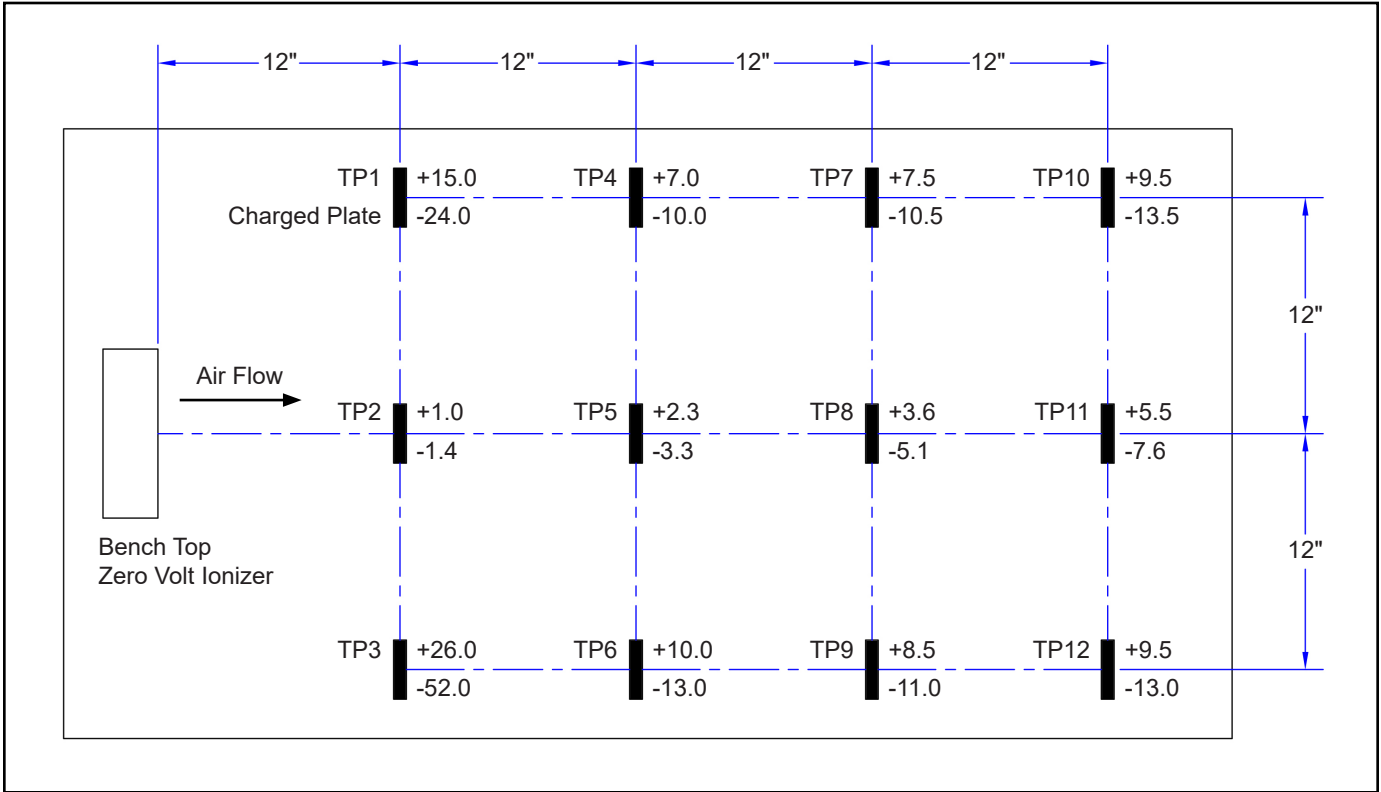 12" 12" 12" 12"
TP1 +15.0 TP4 +7.0 TP7 +7.5 TP10 +9.5
Charged Plate -24.0 -10.0 -10.5 -13.5
12"
Air Flow
TP2 +1.0 TP5 +2.3 TP8 +3.6 TP11 +5.5
-1.4 -3.3 -5.1 -7.6
Bench Top
12"
Zero Volt Ionizer
TP3 +26.0 TP6 +10.0 TP9 +8.5 TP12 +9.5
-52.0 -13.0 -11.0 -13.0